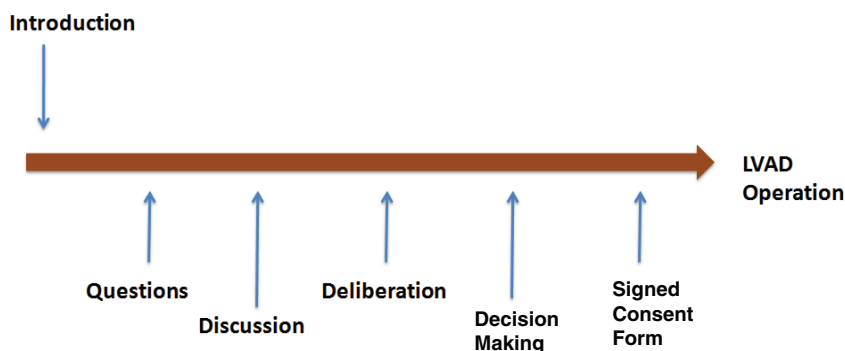 Introduction
LVAD
Operation
Questions
Discussion
Deliberation
Decision
Making
Signed
Consent
Form